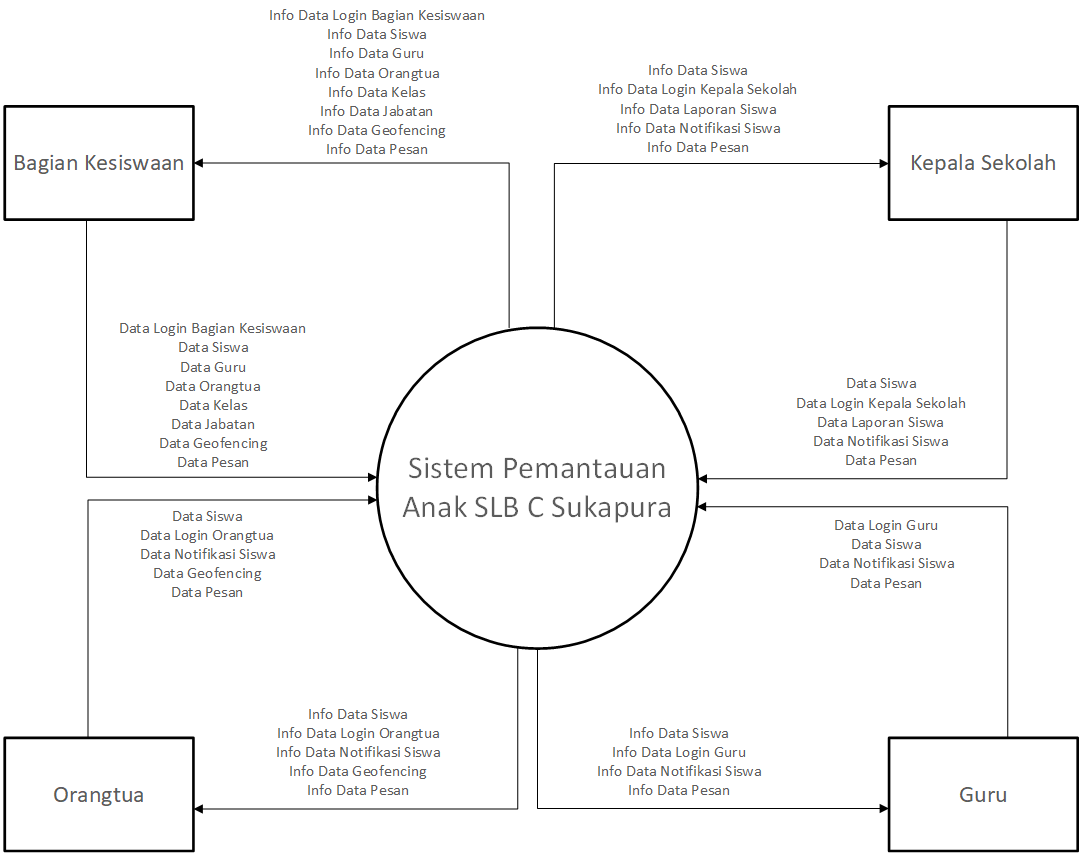 Info Data Login Bagian Kesiswaan
Info Data Siswa
Info Data Guru
Info Data Orangtua
Info Data Kelas
Info Data Jabatan
Info Data Geofencing
Info Data Pesan
Info Data Siswa
Info Data Login Kepala Sekolah
Info Data Laporan Siswa
Info Data Notifikasi Siswa
Info Data Pesan
Bagian Kesiswaan
Kepala Sekolah
Data Login Bagian Kesiswaan
Data Siswa
Data Guru
Data Orangtua
Data Kelas
Data Jabatan
Data Geofencing
Data Pesan
Data Siswa
Data Login Kepala Sekolah
Data Laporan Siswa
Data Notifikasi Siswa
Data Pesan
Sistem Pemantauan
Anak SLB C Sukapura
Data Siswa
Data Login Orangtua
Data Notifikasi Siswa
Data Geofencing
Data Pesan
Data Login Guru
Data Siswa
Data Notifikasi Siswa
Data Pesan
Info Data Siswa
Info Data Login Orangtua
Info Data Notifikasi Siswa
Info Data Geofencing
Info Data Pesan
Info Data Siswa
Info Data Login Guru
Info Data Notifikasi Siswa
Info Data Pesan
Orangtua
Guru